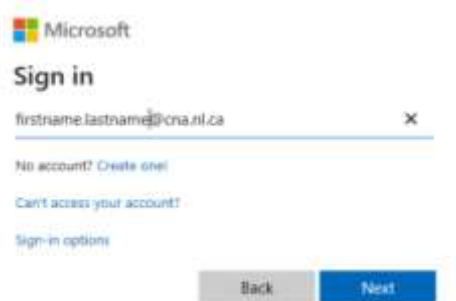 Microsoft
Sign in
firstname.lastname@cna.nl.ca
No account? Create one!
Can't access your account?
Sign-in options
Back Next